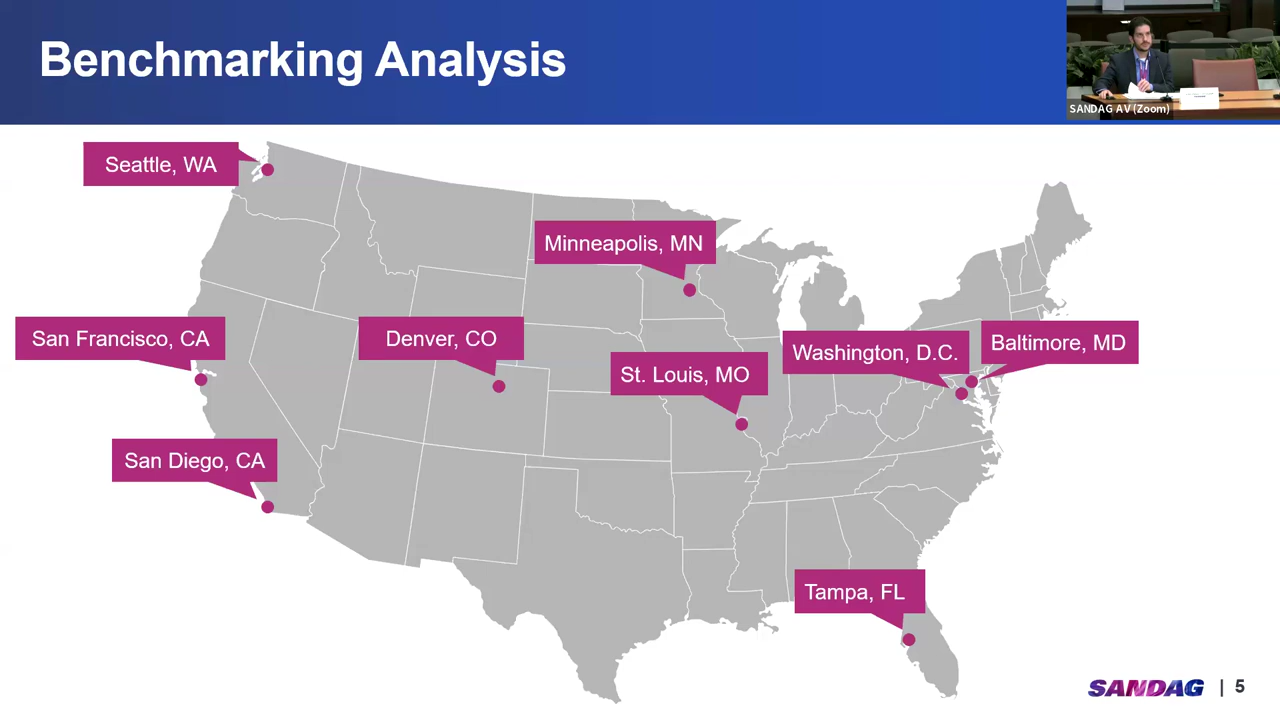 Benchmarking Analysis
SANDAG AV (Zoom)
Seattle, WA
Minneapolis, MN
San Francisco, CA
Denver, CO
Washington, D.C.
Baltimore, MD
St. Louis, MO
San Diego, CA
Tampa, FL
SANDAG | 5